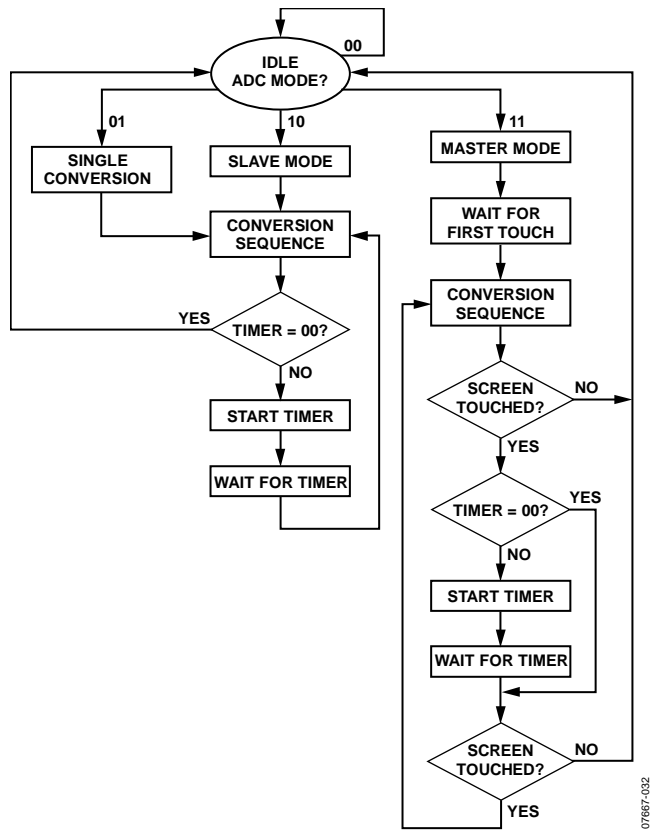 00
IDLE
ADC MODE?
01
10
11
SINGLE
CONVERSION
SLAVE MODE
MASTER MODE
CONVERSION
SEQUENCE
WAIT FOR
FIRST TOUCH
CONVERSION
SEQUENCE
YES
TIMER = 00?
NO
START TIMER
WAIT FOR TIMER
SCREEN
TOUCHED?
NO
YES
TIMER = 00?
YES
NO
START TIMER
WAIT FOR TIMER
SCREEN
TOUCHED?
NO
YES
07667-032